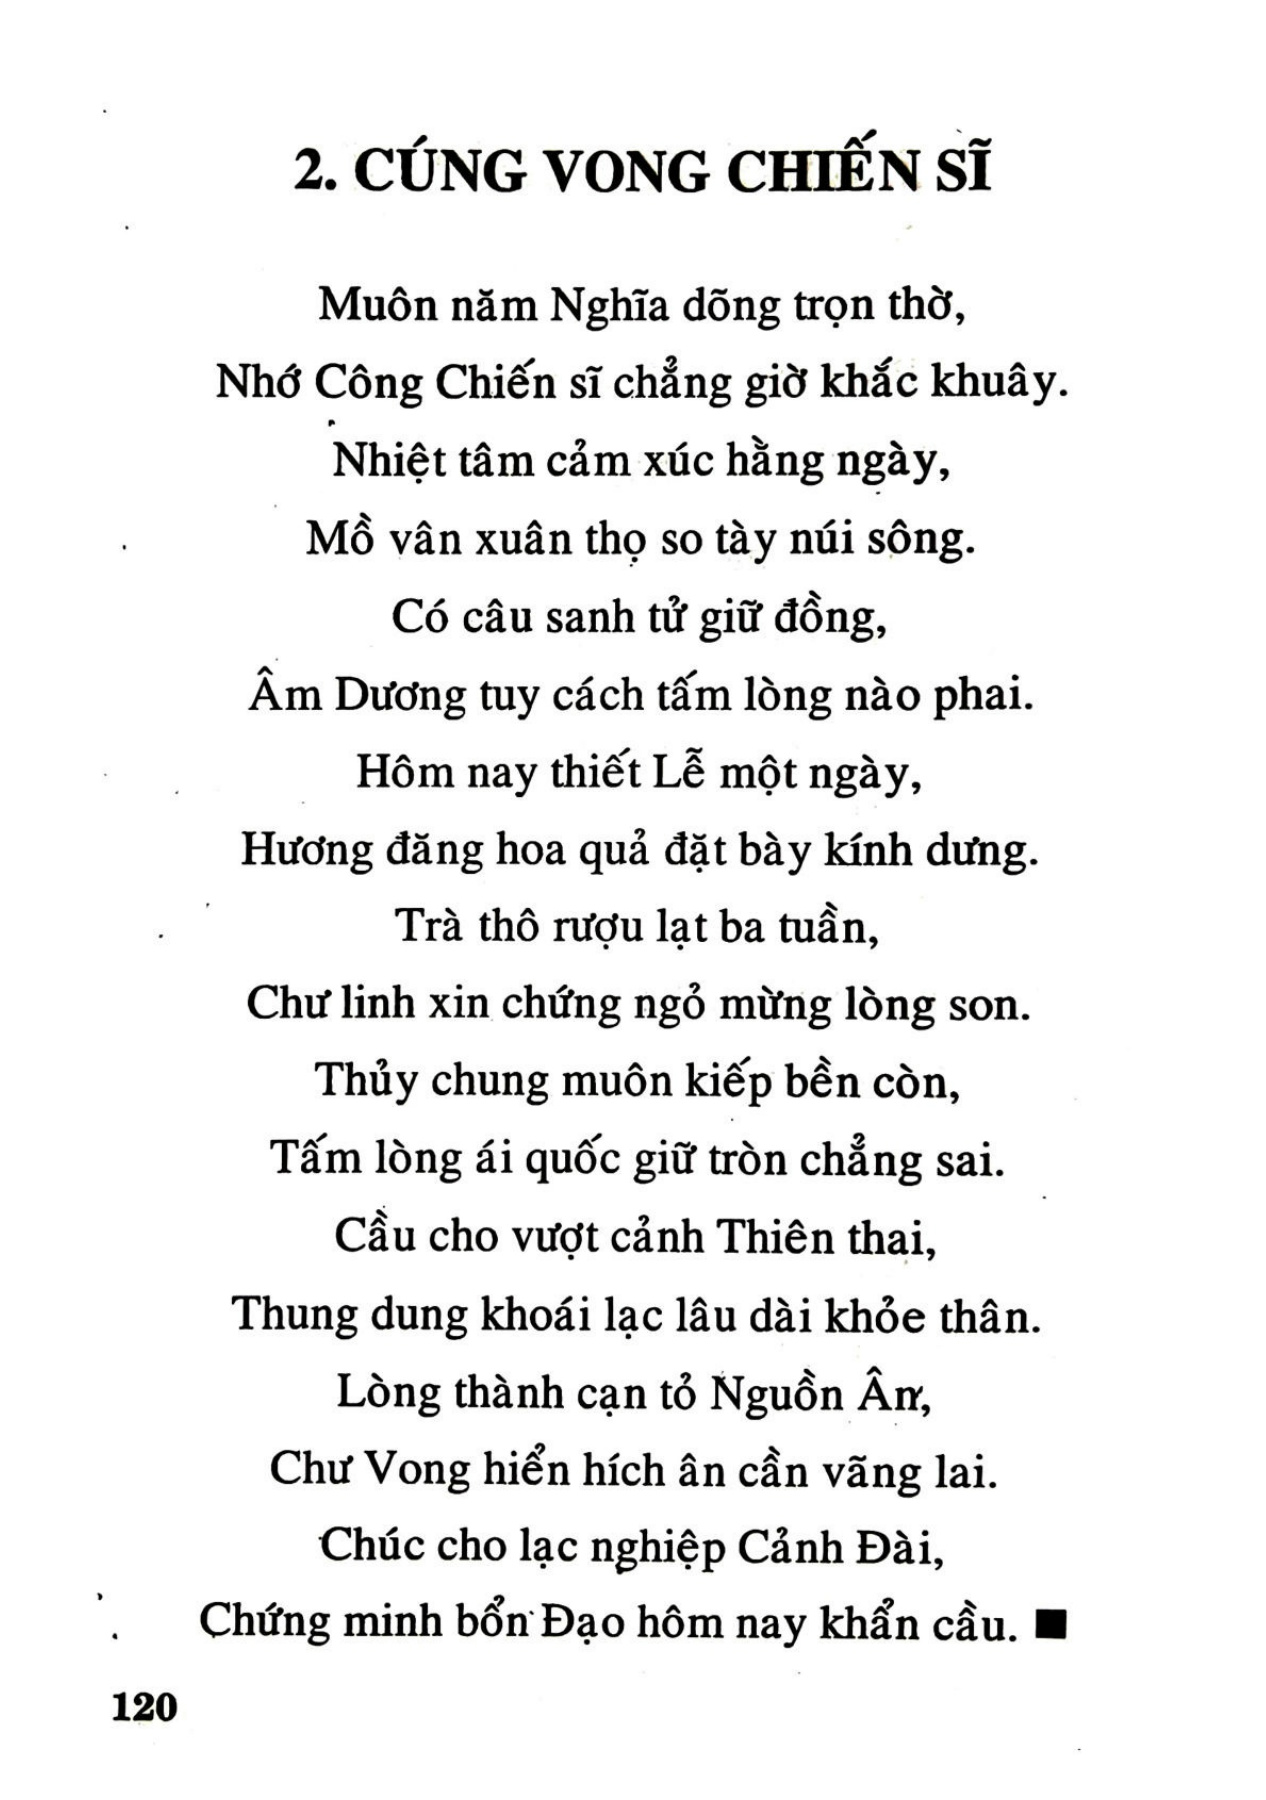 2. CÚNG VONG CHIẾN SĨ
Muôn năm Nghĩa dõng trọn thờ,
Nhớ Công Chiến sĩ chẳng giờ khắc khuây.
Nhiệt tâm cảm xúc hằng ngày,
Mồ vân xuân thọ so tày núi sông.
Có câu sanh tử giữ đồng,
Âm Dương tuy cách tấm lòng nào phai.
Hôm nay thiết Lễ một ngày,
Hương đăng hoa quả đặt bày kính dưng.
Trà thô rượu lạt ba tuần,
Chư linh xin chứng ngỏ mừng lòng son.
Thủy chung muôn kiếp bền còn,
Tấm lòng ái quốc giữ tròn chẳng sai.
Cầu cho vượt cảnh Thiên thai,
Thung dung khoái lạc lâu dài khỏe thân.
Lòng thành cạn tỏ Nguồn Ân,
Chư Vong hiển hích ân cần vãng lai.
Chúc cho lạc nghiệp Cảnh Đài,
Chứng minh bổn Đạo hôm nay khẩn cầu. ■
120